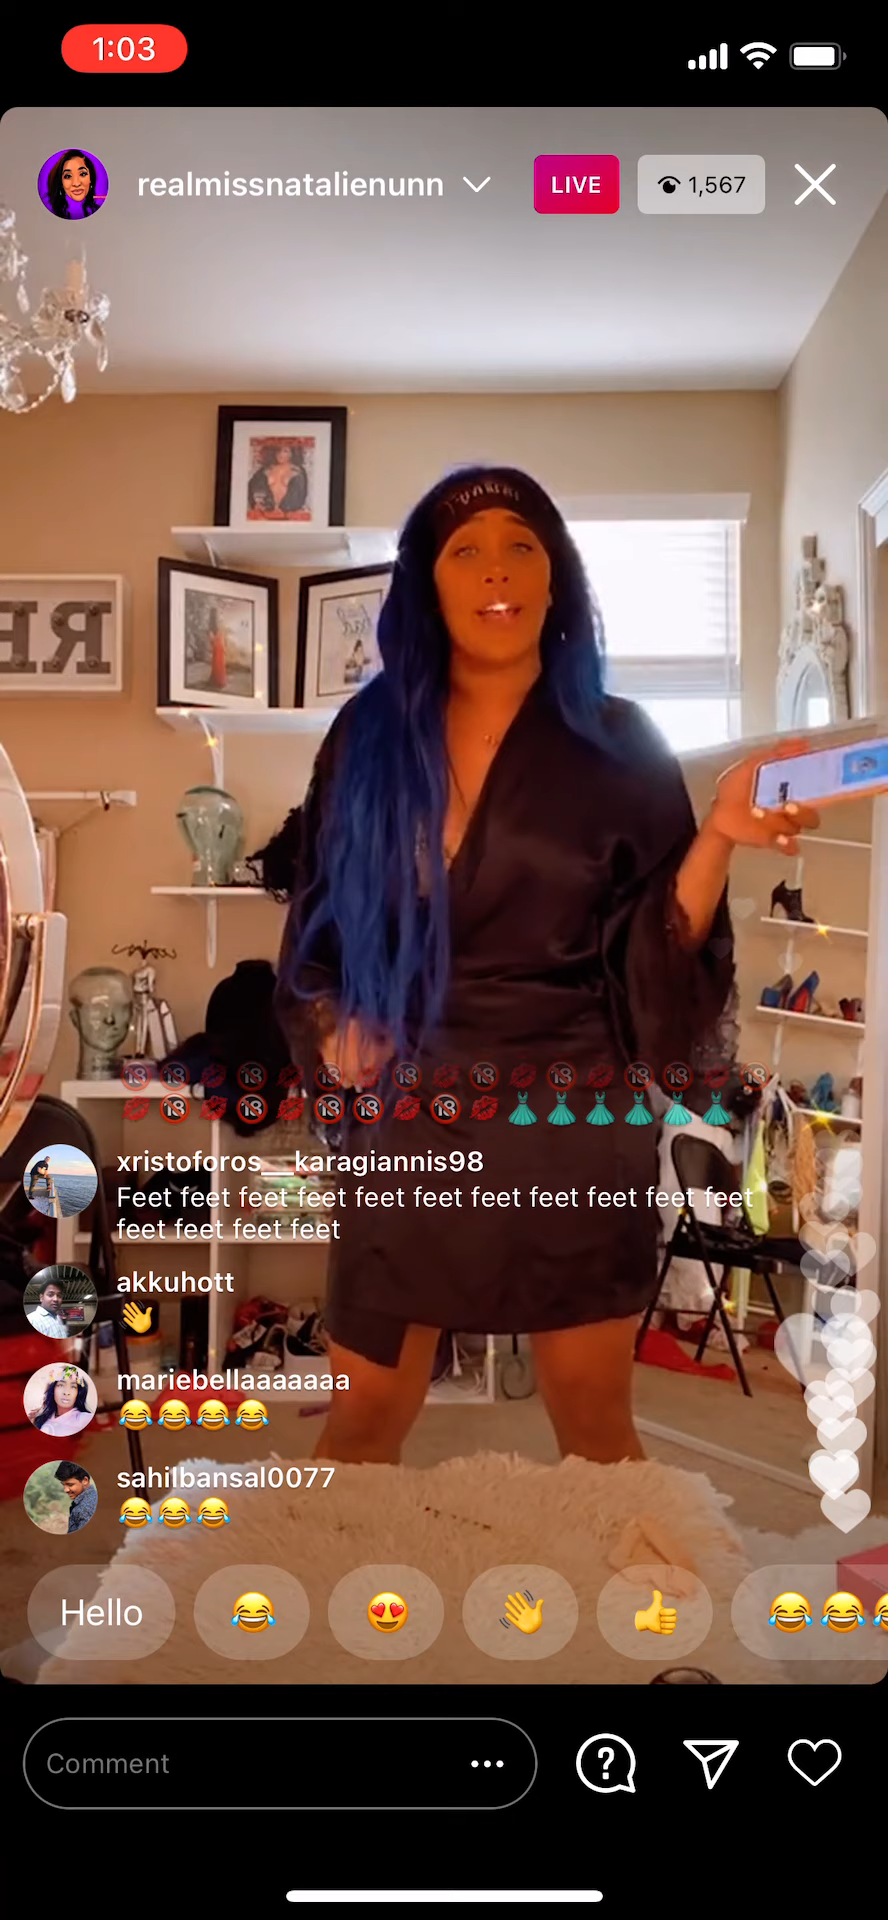 1:03
realmissnatalienunn
LIVE
1,567
xristoforos__karagiannis98
Feet feet feet feet feet feet feet feet feet feet feet
feet feet feet feet
akkuhott
👋
mariebellaaaaaaa
😂😂😂😂
sahilbansal0077
😂😂😂
Hello 😂 😍 👋 👍 😂😂
Comment